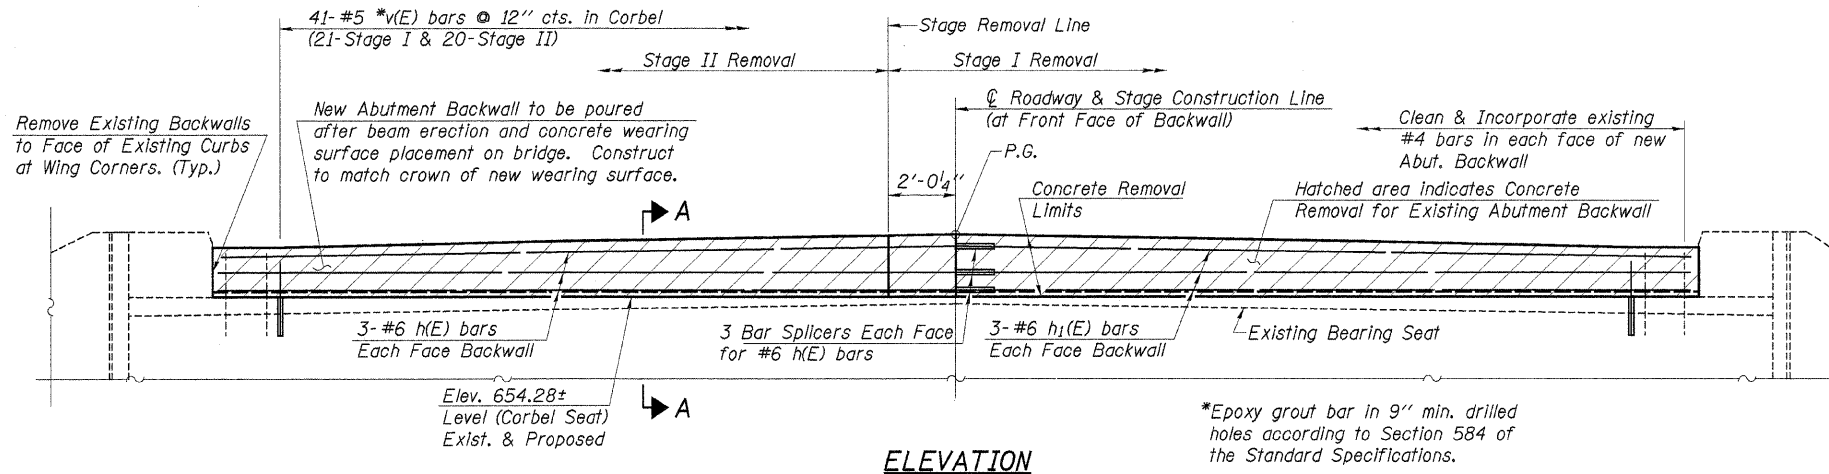 41- #5 *v(E) bars @ 12" cts. in Corbel
(21-Stage I & 20-Stage II)
Stage Removal Line
Stage II Removal
Stage I Removal
Remove Existing Backwalls
to Face of Existing Curbs
at Wing Corners. (Typ.)
New Abutment Backwall to be poured
after beam erection and concrete wearing
surface placement on bridge. Construct
to match crown of new wearing surface.
℄ Roadway & Stage Construction Line
(at Front Face of Backwall)
P.G.
Clean & Incorporate existing
#4 bars in each face of new
Abut. Backwall
2'-0 1/4"
Concrete Removal
Limits
Hatched area indicates Concrete
Removal for Existing Abutment Backwall
A
3- #6 h(E) bars
Each Face Backwall
3 Bar Splicers Each Face
for #6 h(E) bars
3- #6 h1(E) bars
Each Face Backwall
Existing Bearing Seat
Elev. 654.28±
Level (Corbel Seat)
Exist. & Proposed
A
*Epoxy grout bar in 9" min. drilled
holes according to Section 584 of
the Standard Specifications.
ELEVATION